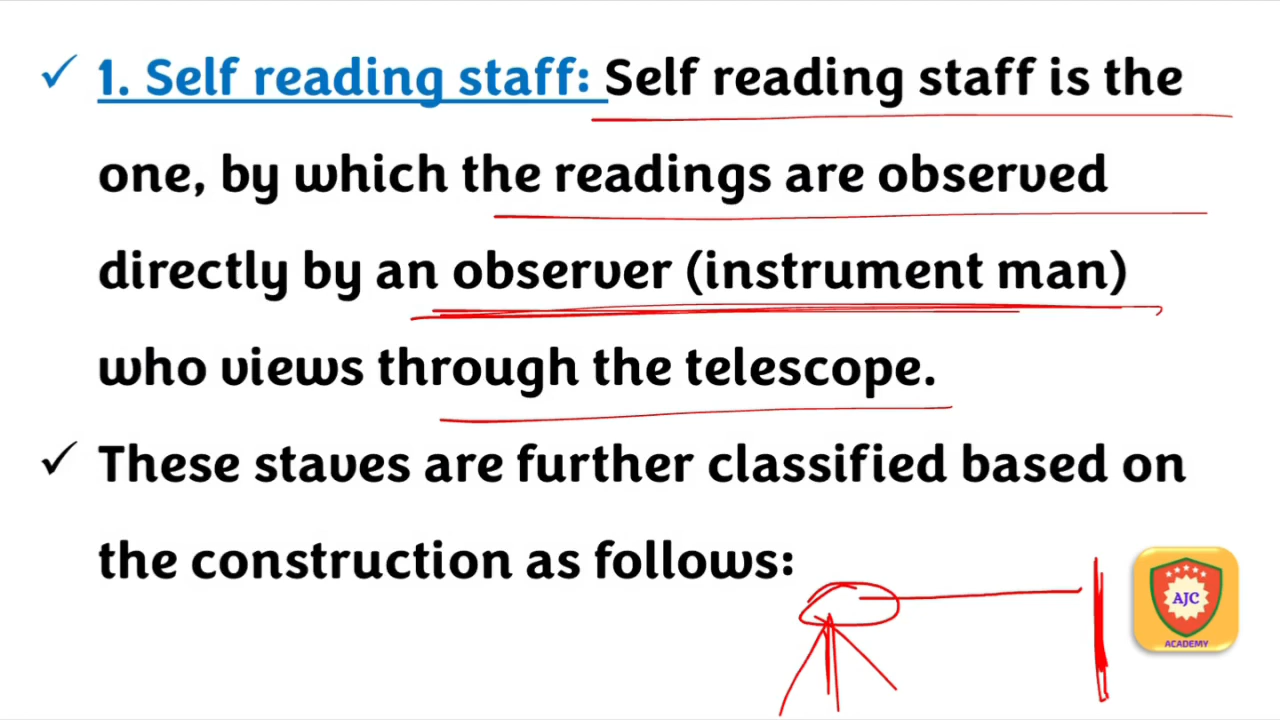 ✓ 1. Self reading staff: Self reading staff is the
one, by which the readings are observed
directly by an observer (instrument man)
who views through the telescope.
✓ These staves are further classified based on
the construction as follows:
AJC
ACADEMY